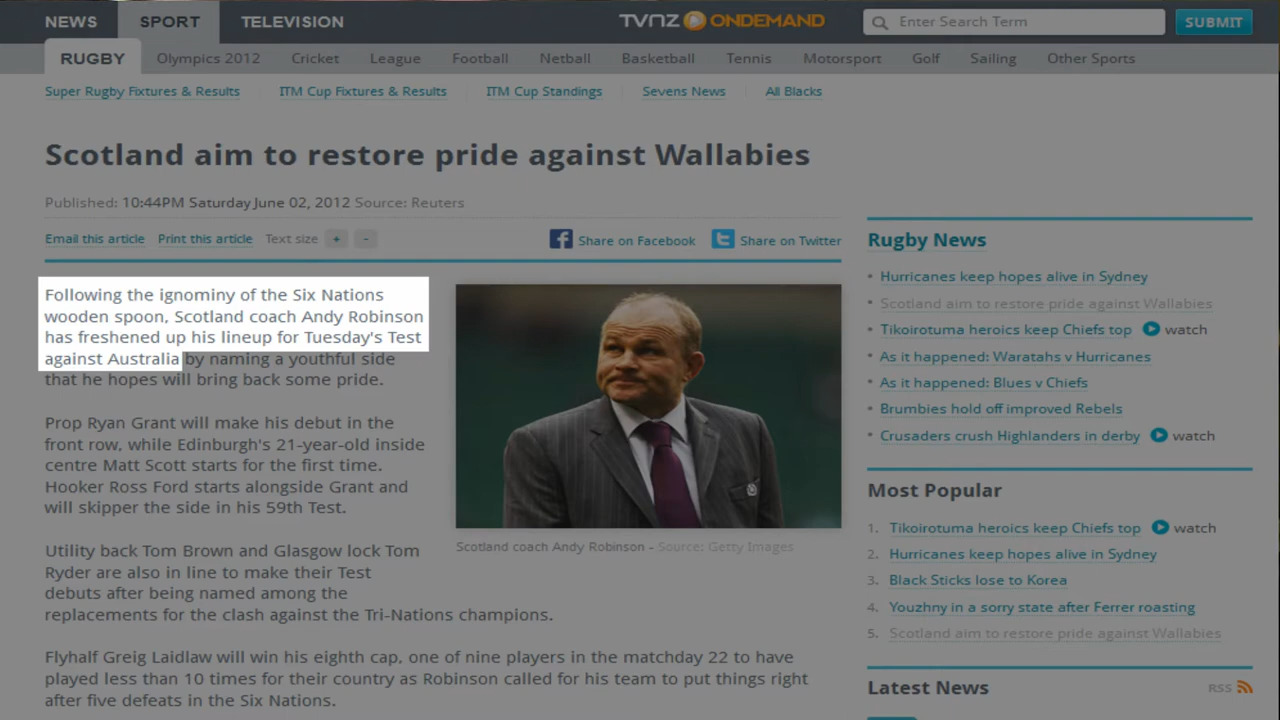 NEWS SPORT TELEVISION TVNZ ONDEMAND Enter Search Term SUBMIT
RUGBY Olympics 2012 Cricket League Football Netball Basketball Tennis Motorsport Golf Sailing Other Sports
Super Rugby Fixtures & Results ITM Cup Fixtures & Results ITM Cup Standings Sevens News All Blacks
Scotland aim to restore pride against Wallabies
Published: 10:44PM Saturday June 02, 2012 Source: Reuters
Email this article Print this article Text size + - Share on Facebook Share on Twitter
Following the ignominy of the Six Nations
wooden spoon, Scotland coach Andy Robinson
has freshened up his lineup for Tuesday's Test
against Australia by naming a youthful side
that he hopes will bring back some pride.
Prop Ryan Grant will make his debut in the
front row, while Edinburgh's 21-year-old inside
centre Matt Scott starts for the first time.
Hooker Ross Ford starts alongside Grant and
will skipper the side in his 59th Test.
Utility back Tom Brown and Glasgow lock Tom
Ryder are also in line to make their Test
debuts after being named among the
replacements for the clash against the Tri-Nations champions.
Flyhalf Greig Laidlaw will win his eighth cap, one of nine players in the matchday 22 to have
played less than 10 times for their country as Robinson called for his team to put things right
after five defeats in the Six Nations.
Scotland coach Andy Robinson - Source: Getty Images
Rugby News
Hurricanes keep hopes alive in Sydney
Scotland aim to restore pride against Wallabies
Tikoirotuma heroics keep Chiefs top watch
As it happened: Waratahs v Hurricanes
As it happened: Blues v Chiefs
Brumbies hold off improved Rebels
Crusaders crush Highlanders in derby watch
Most Popular
1. Tikoirotuma heroics keep Chiefs top watch
2. Hurricanes keep hopes alive in Sydney
3. Black Sticks lose to Korea
4. Youzhny in a sorry state after Ferrer roasting
5. Scotland aim to restore pride against Wallabies
Latest News RSS